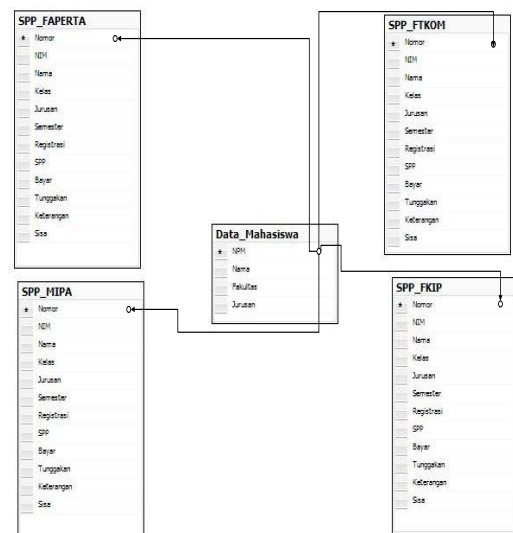 SPP_FAPERTA
* Nomor
NIM
Nama
Kelas
Jurusan
Semester
Registrasi
SPP
Bayar
Tunggakan
Keterangan
Sisa
SPP_FTKOM
* Nomor
NIM
Nama
Kelas
Jurusan
Semester
Registrasi
SPP
Bayar
Tunggakan
Keterangan
Sisa
Data_Mahasiswa
* NPM
Nama
Fakultas
Jurusan
SPP_MIPA
* Nomor
NIM
Nama
Kelas
Jurusan
Semester
Registrasi
SPP
Bayar
Tunggakan
Keterangan
Sisa
SPP_FKIP
* Nomor
NIM
Nama
Kelas
Jurusan
Semester
Registrasi
SPP
Bayar
Tunggakan
Keterangan
Sisa